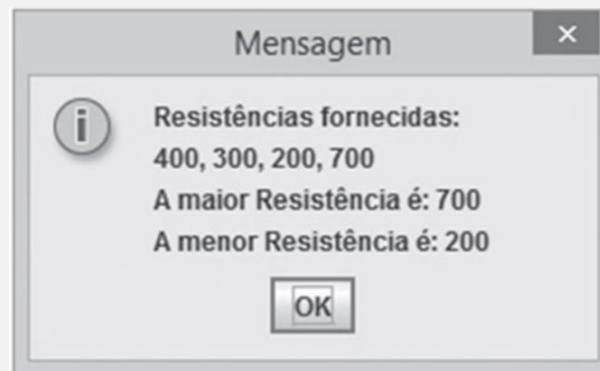 Mensagem
Resistências fornecidas:
400, 300, 200, 700
A maior Resistência é: 700
A menor Resistência é: 200
OK